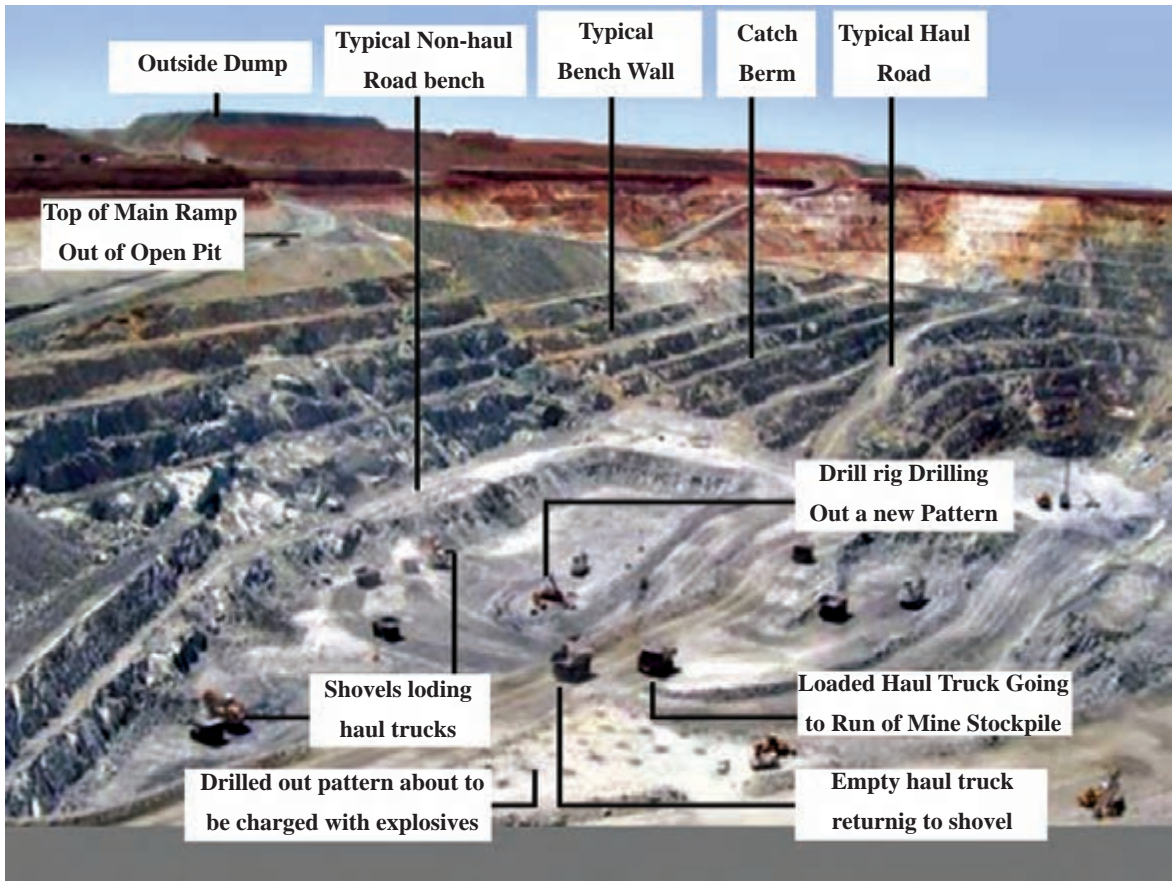 Outside Dump
Typical Non-haul
Road bench
Typical
Bench Wall
Catch
Berm
Typical Haul
Road
Top of Main Ramp
Out of Open Pit
Drill rig Drilling
Out a new Pattern
Shovels loding
haul trucks
Loaded Haul Truck Going
to Run of Mine Stockpile
Drilled out pattern about to
be charged with explosives
Empty haul truck
returnig to shovel